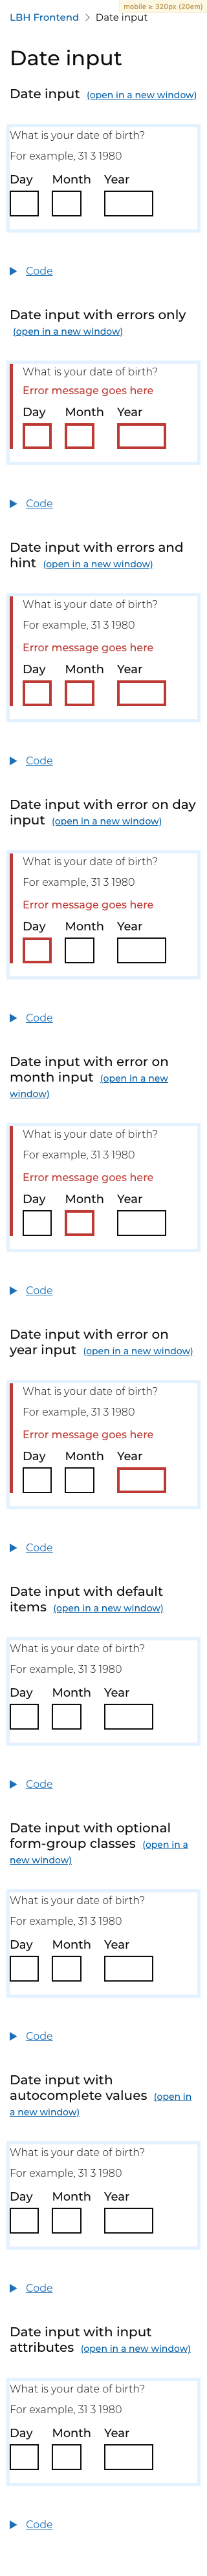 mobile ≥ 320px (20em)
LBH Frontend > Date input
Date input
Date input (open in a new window)
What is your date of birth?
For example, 31 3 1980
Day Month Year
Code
Date input with errors only
(open in a new window)
What is your date of birth?
Error message goes here
Day Month Year
Code
Date input with errors and
hint (open in a new window)
What is your date of birth?
For example, 31 3 1980
Error message goes here
Day Month Year
Code
Date input with error on day
input (open in a new window)
What is your date of birth?
For example, 31 3 1980
Error message goes here
Day Month Year
Code
Date input with error on
month input (open in a new
window)
What is your date of birth?
For example, 31 3 1980
Error message goes here
Day Month Year
Code
Date input with error on
year input (open in a new window)
What is your date of birth?
For example, 31 3 1980
Error message goes here
Day Month Year
Code
Date input with default
items (open in a new window)
What is your date of birth?
For example, 31 3 1980
Day Month Year
Code
Date input with optional
form-group classes (open in a
new window)
What is your date of birth?
For example, 31 3 1980
Day Month Year
Code
Date input with
autocomplete values (open in
a new window)
What is your date of birth?
For example, 31 3 1980
Day Month Year
Code
Date input with input
attributes (open in a new window)
What is your date of birth?
For example, 31 3 1980
Day Month Year
Code